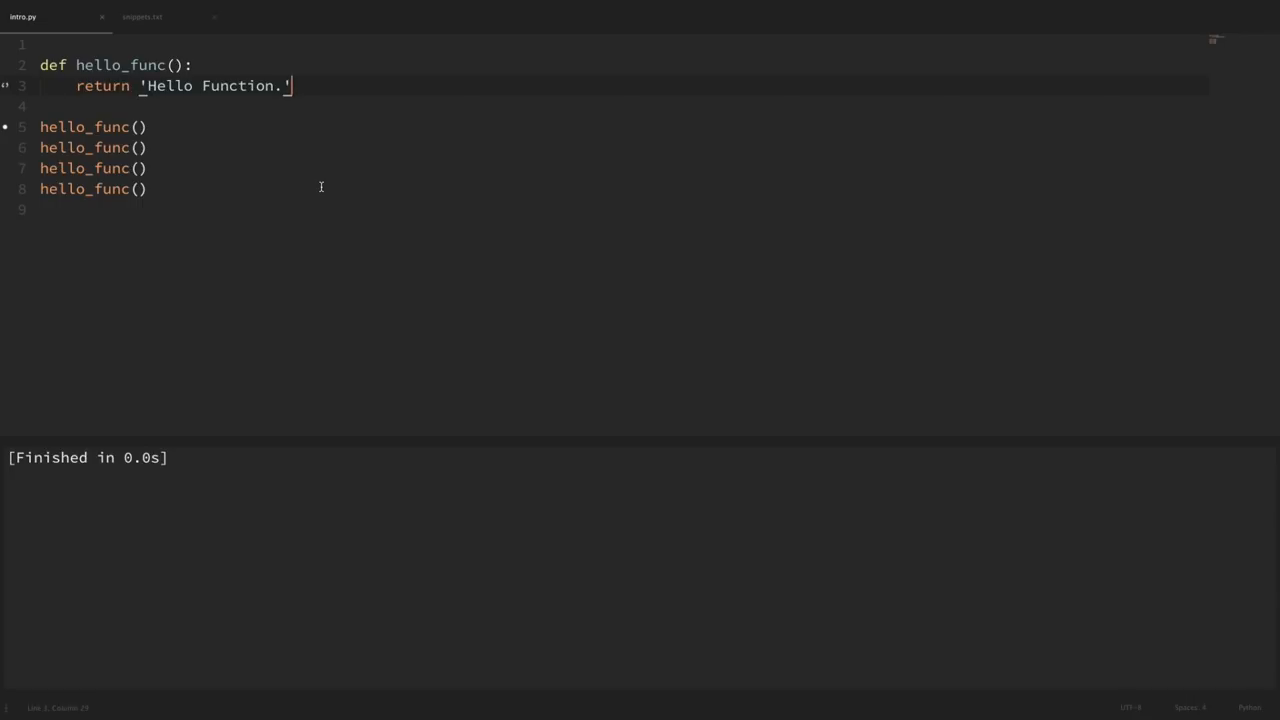 intro.py × snippets.txt ×
1
2 def hello_func():
3     return 'Hello Function.'
4
5 hello_func()
6 hello_func()
7 hello_func()
8 hello_func()
9
[Finished in 0.0s]
Line 3, Column 29 UTF-8 Spaces: 4 Python